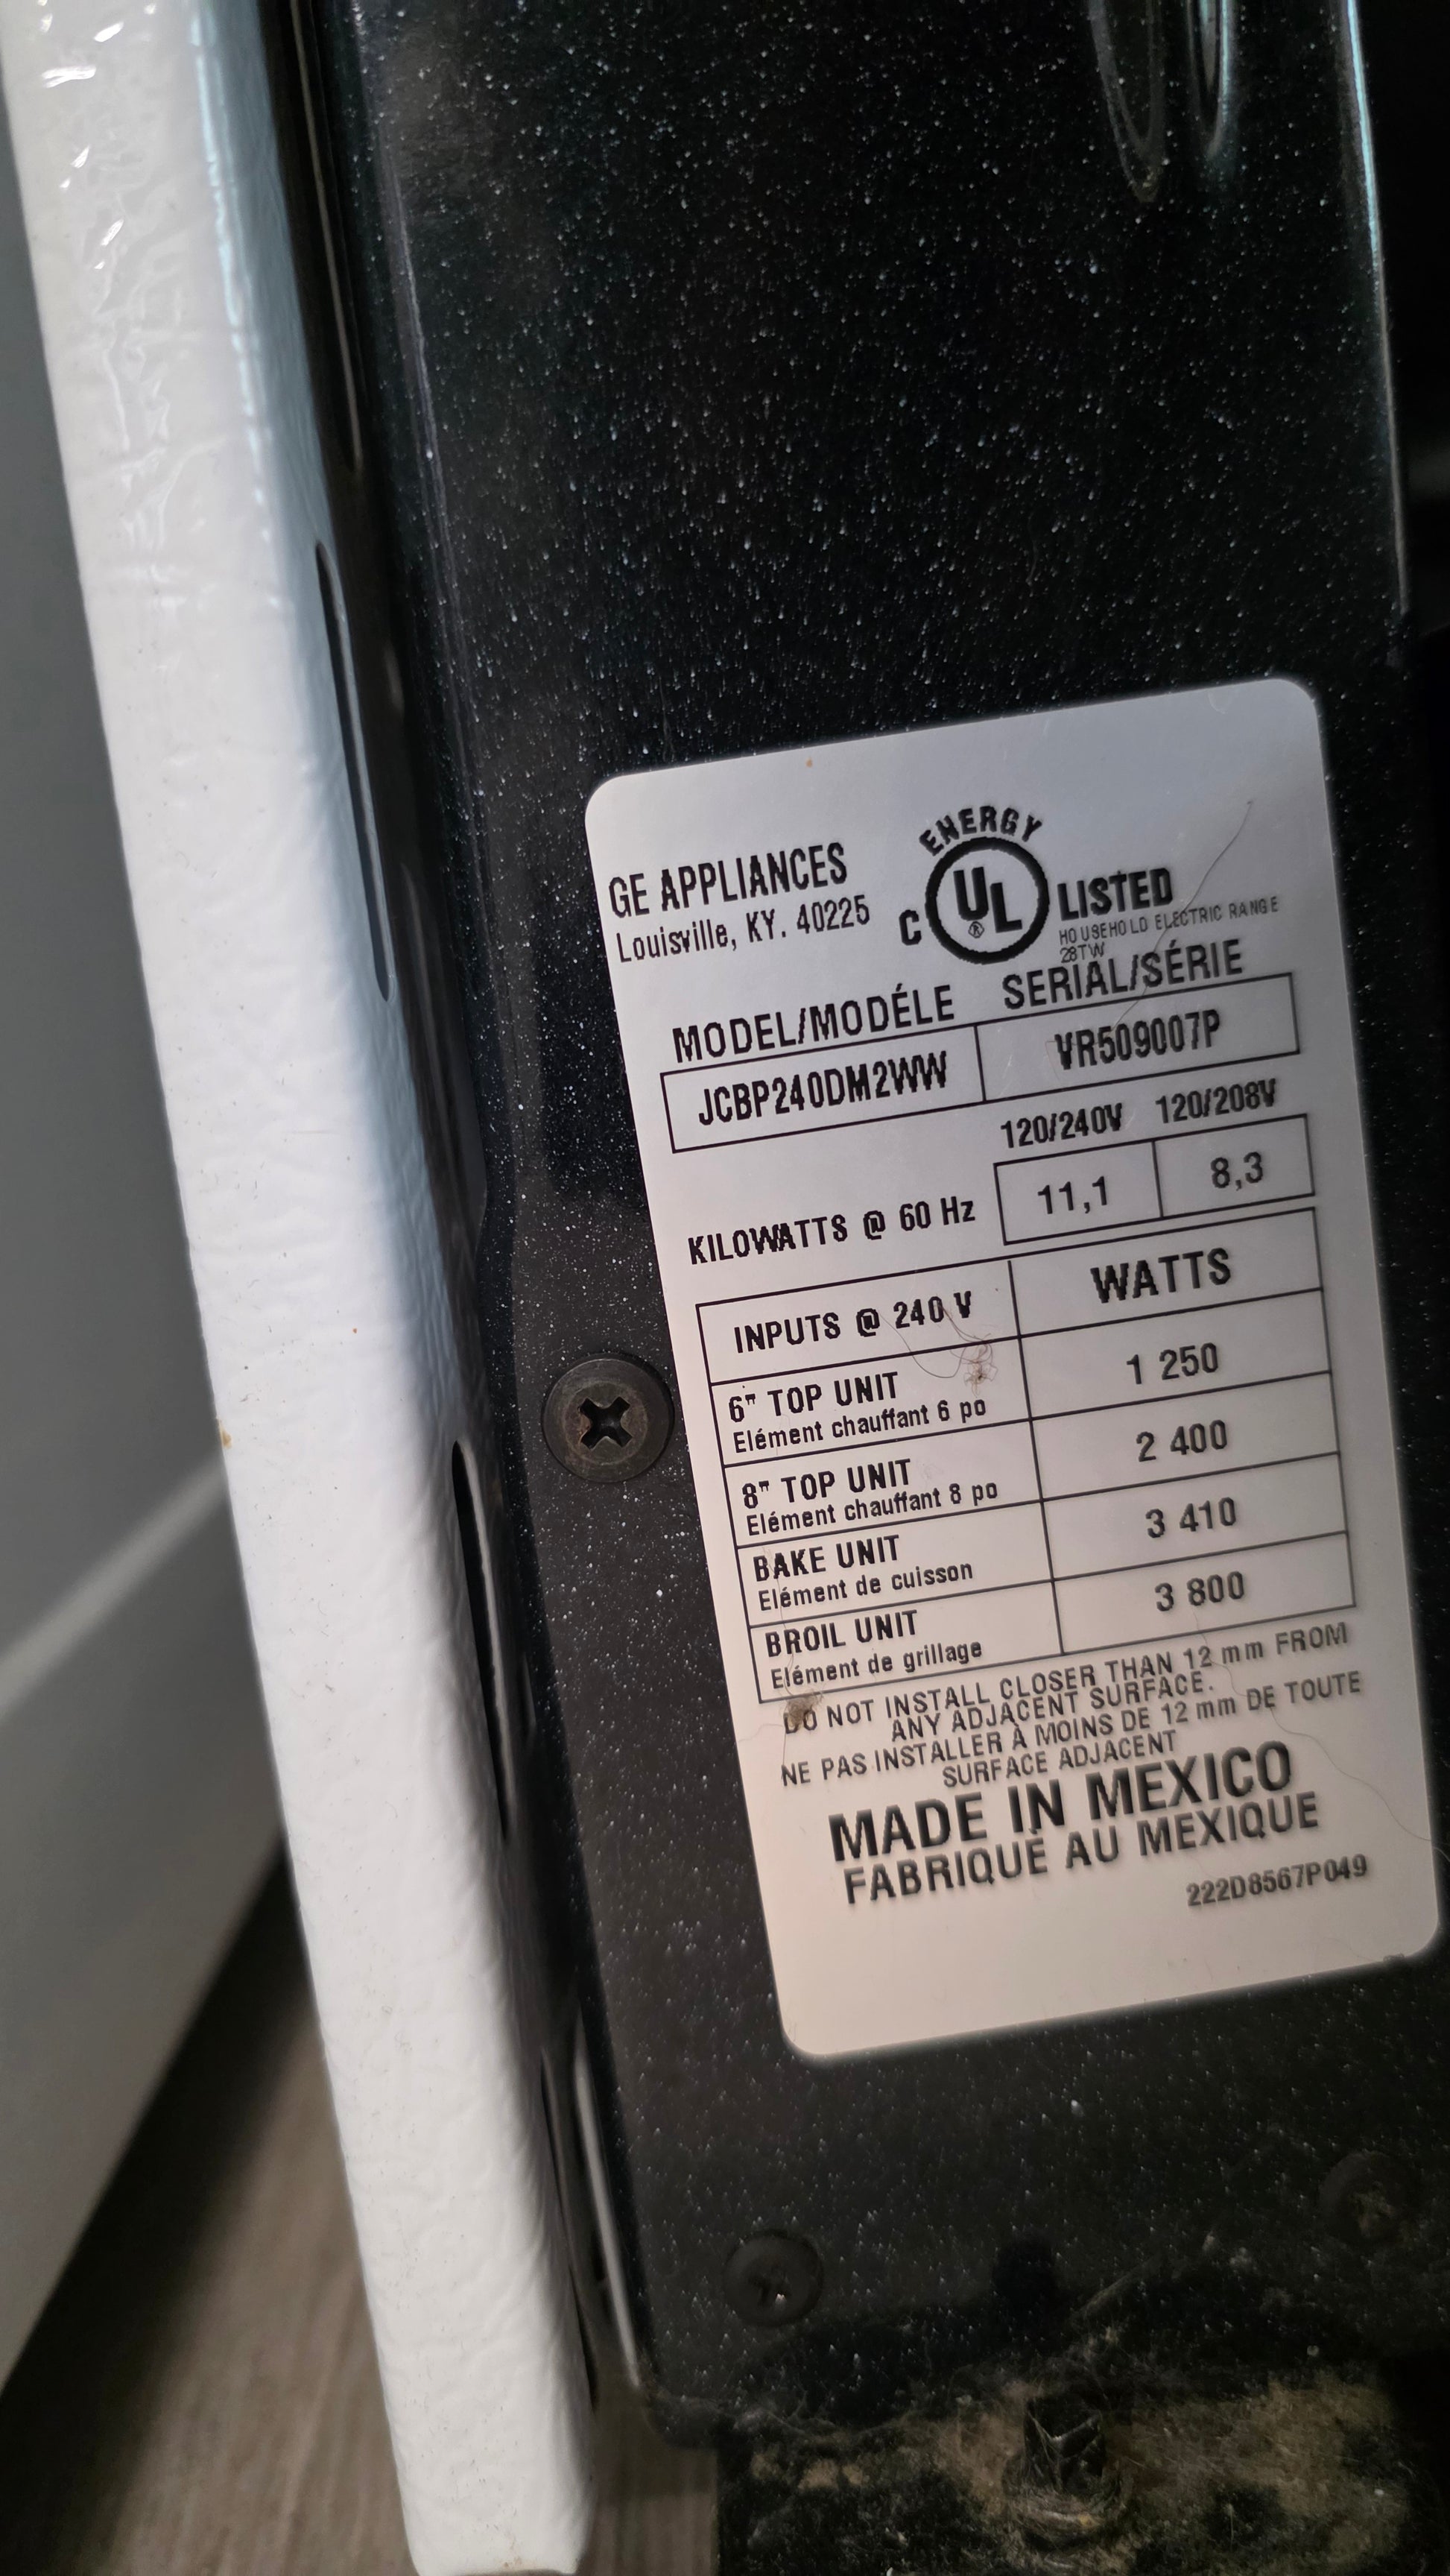 GE APPLIANCES
Louisville, KY. 40225
ENERGY
C UL ® LISTED
HOUSEHOLD ELECTRIC RANGE
28TW
MODEL/MODÉLE SERIAL/SÉRIE
JCBP240DM2WW VR509007P
120/240V 120/208V
KILOWATTS @ 60 Hz 11,1 8,3
INPUTS @ 240 V WATTS
6" TOP UNIT 1 250
Elément chauffant 6 po
8" TOP UNIT 2 400
Elément chauffant 8 po
BAKE UNIT 3 410
Elément de cuisson
BROIL UNIT 3 800
Elément de grillage
DO NOT INSTALL CLOSER THAN 12 mm FROM
ANY ADJACENT SURFACE.
NE PAS INSTALLER À MOINS DE 12 mm DE TOUTE
SURFACE ADJACENT
MADE IN MEXICO
FABRIQUÉ AU MEXIQUE
222D8567P049